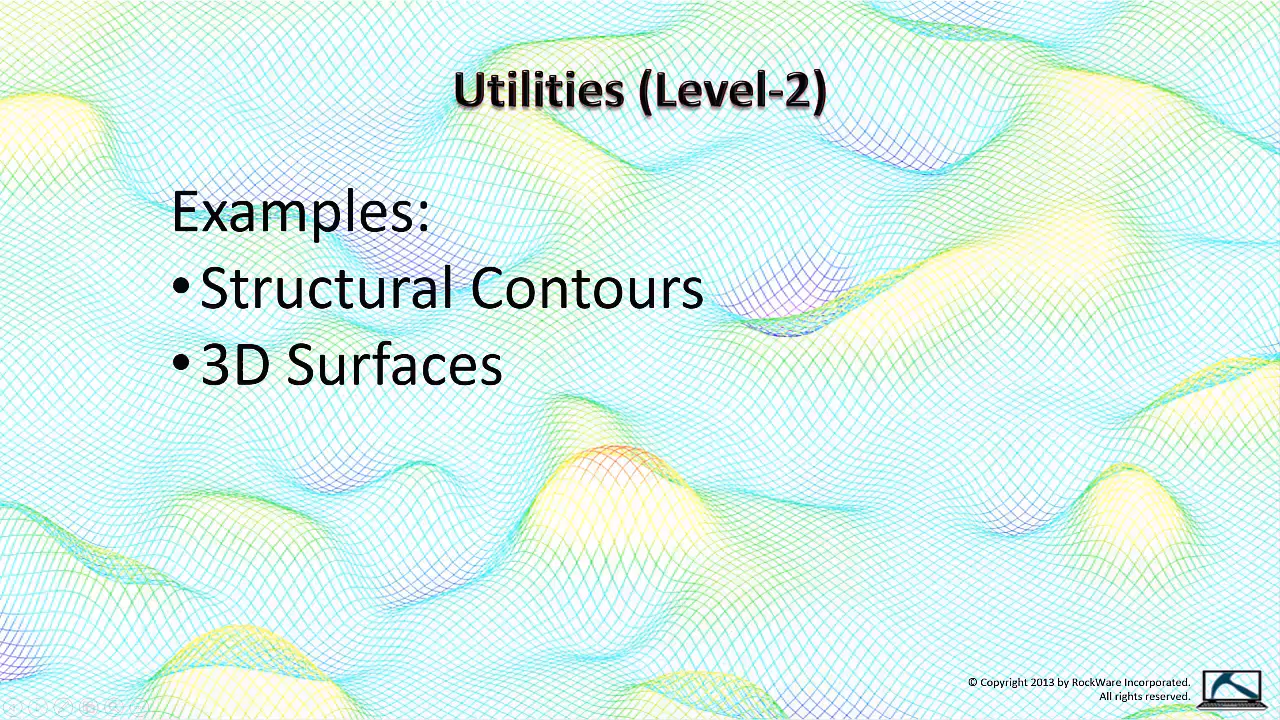 Utilities (Level-2)
Examples:
•Structural Contours
•3D Surfaces
© Copyright 2013 by RockWare Incorporated.
All rights reserved.